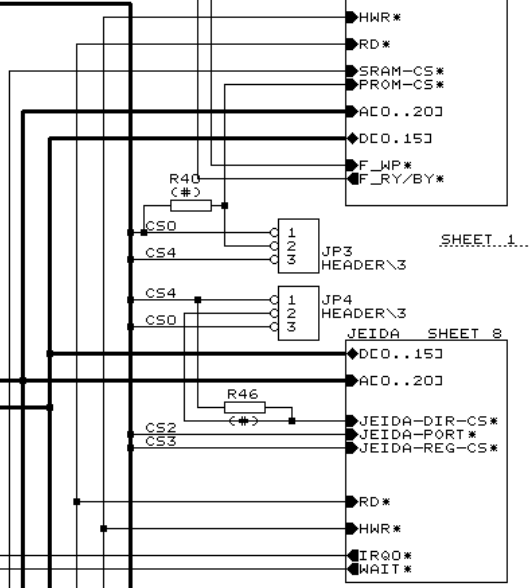 HWR*
RD*
SRAM-CS*
PROM-CS*
A[0..20]
D[0.15]
F_WP*
F_RY/BY*
R40
(#)
CS0
1
2
3
CS4
JP3
HEADER\3
SHEET 1
CS4
1
2
3
CS0
JP4
HEADER\3
JEIDA SHEET 8
D[0..15]
A[0..20]
R46
(#)
JEIDA-DIR-CS*
CS2
JEIDA-PORT*
CS3
JEIDA-REG-CS*
RD*
HWR*
IRQ0*
WAIT*